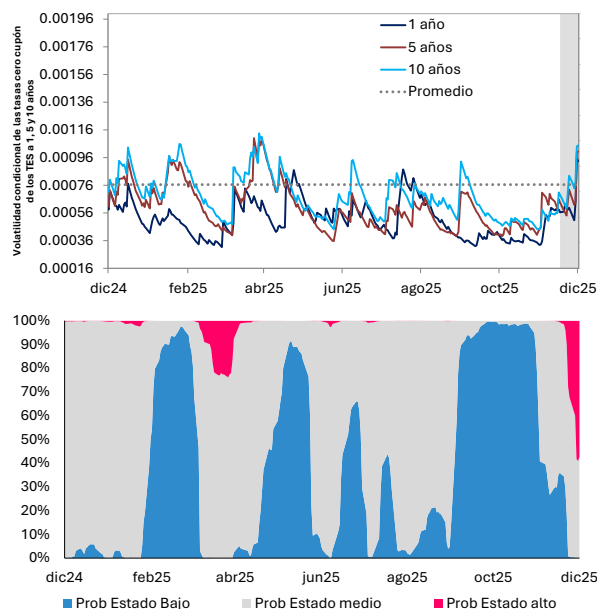 Volatilidad condicional de las tasas cero cupón
de los TES a 1, 5 y 10 años
0.00196
0.00176
0.00156
0.00136
0.00116
0.00096
0.00076
0.00056
0.00036
0.00016
1 año
5 años
10 años
Promedio
dic24 feb25 abr25 jun25 ago25 oct25 dic25
100%
90%
80%
70%
60%
50%
40%
30%
20%
10%
0%
dic24 feb25 abr25 jun25 ago25 oct25 dic25
Prob Estado Bajo Prob Estado medio Prob Estado alto